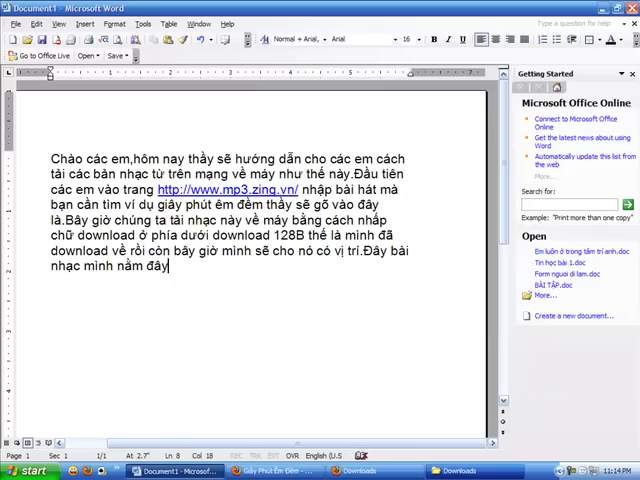 Document1 - Microsoft Word
File Edit View Insert Format Tools Table Window Help
Type a question for help
Normal + Arial, Arial 16 B I U
Go to Office Live Open Save
Getting Started
Microsoft Office Online
Connect to Microsoft Office
Online
Get the latest news about using
Word
Automatically update this list from
the web
More...
Search for:
Example: "Print more than one copy"
Open
Em luôn ở trong tâm trí anh.doc
Tin học bài 1.doc
Form nguoi di lam.doc
BÀI TẬP.doc
More...
Create a new document...
Chào các em,hôm nay thầy sẽ hướng dẫn cho các em cách
tải các bản nhạc từ trên mạng về máy như thế này.Đầu tiên
các em vào trang http://www.mp3.zing.vn/ nhập bài hát mà
bạn cần tìm ví dụ giây phút êm đềm thầy sẽ gõ vào đây
là.Bây giờ chúng ta tải nhạc này về máy bằng cách nhấp
chữ download ở phía dưới download 128B thế là mình đã
download về rồi còn bây giờ mình sẽ cho nó có vị trí.Đây bài
nhạc mình nằm đây
Page 1 Sec 1 1/1 At 2.7" Ln 8 Col 18 REC TRK EXT OVR English (U.S
start Document1 - Microsof... Giây Phút Êm Đềm... Downloads Downloads 11:14 PM